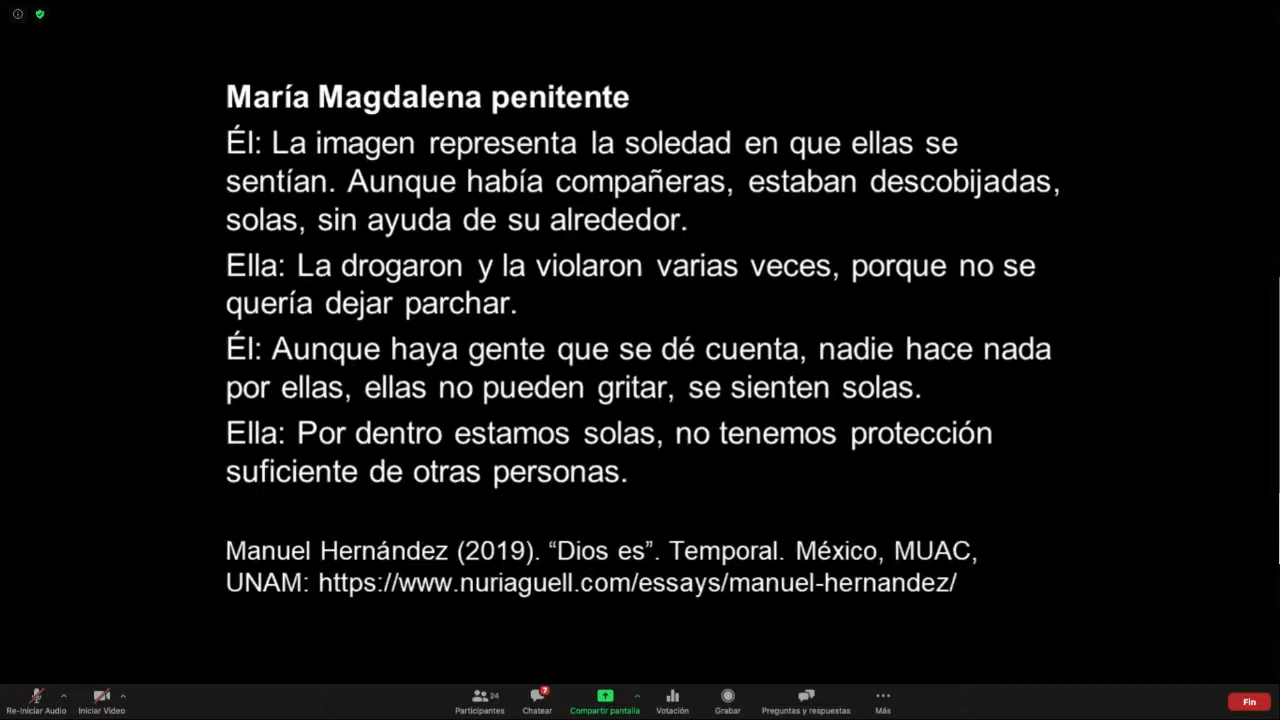 María Magdalena penitente
Él: La imagen representa la soledad en que ellas se
sentían. Aunque había compañeras, estaban descobijadas,
solas, sin ayuda de su alrededor.
Ella: La drogaron y la violaron varias veces, porque no se
quería dejar parchar.
Él: Aunque haya gente que se dé cuenta, nadie hace nada
por ellas, ellas no pueden gritar, se sienten solas.
Ella: Por dentro estamos solas, no tenemos protección
suficiente de otras personas.
Manuel Hernández (2019). “Dios es”. Temporal. México, MUAC,
UNAM: https://www.nuriaguell.com/essays/manuel-hernandez/
Re-Iniciar Audio
Iniciar Video
Participantes
24
Chatear
7
Compartir pantalla
Votación
Grabar
Preguntas y respuestas
Más
Fin